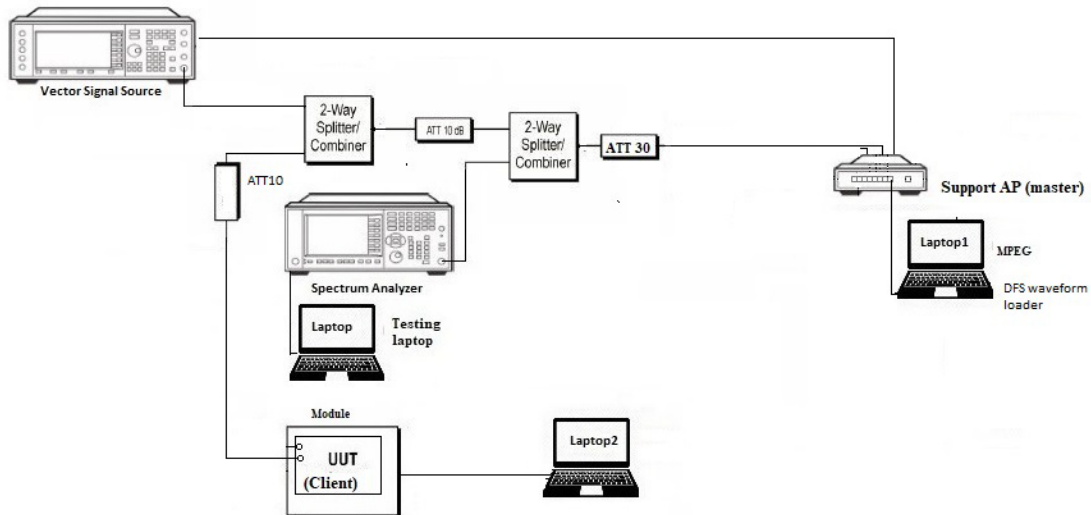 Vector Signal Source
2-Way
Splitter/
Combiner
ATT 10 dB
2-Way
Splitter/
Combiner
ATT 30
ATT10
Support AP (master)
Laptop1
MPEG
DFS waveform
loader
Spectrum Analyzer
Laptop
Testing
laptop
Module
UUT
(Client)
Laptop2